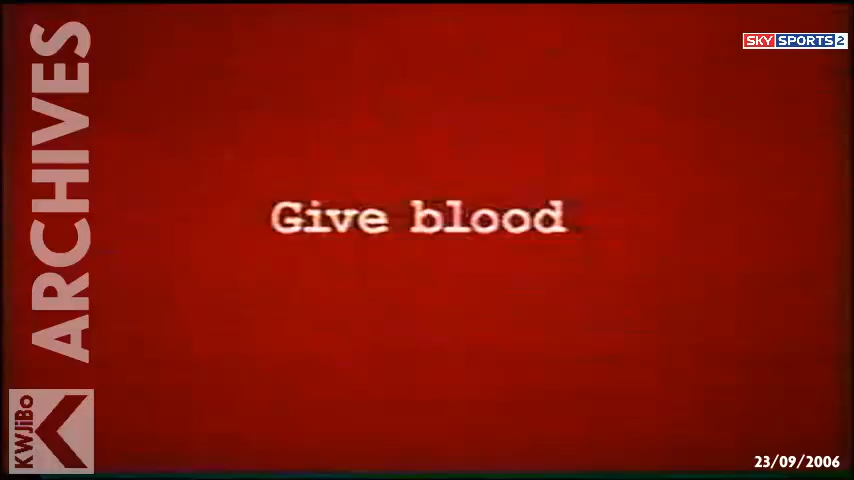 ARCHIVES
SKY SPORTS 2
Give blood
KWJiBo
23/09/2006